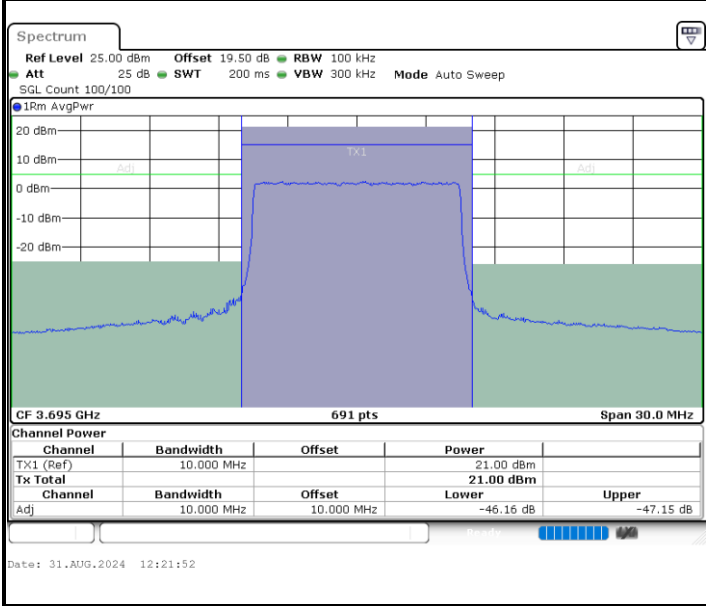 Spectrum
Ref Level 25.00 dBm Offset 19.50 dB RBW 100 kHz
Att 25 dB SWT 200 ms VBW 300 kHz Mode Auto Sweep
SGL Count 100/100
1Rm AvgPwr
20 dBm
TX1
10 dBm
Adj Adj
0 dBm
-10 dBm
-20 dBm
CF 3.695 GHz 691 pts Span 30.0 MHz
Channel Power
Channel Bandwidth Offset Power
TX1 (Ref) 10.000 MHz 21.00 dBm
Tx Total 21.00 dBm
Channel Bandwidth Offset Lower Upper
Adj 10.000 MHz 10.000 MHz -46.16 dB -47.15 dB
Ready
Date: 31.AUG.2024 12:21:52